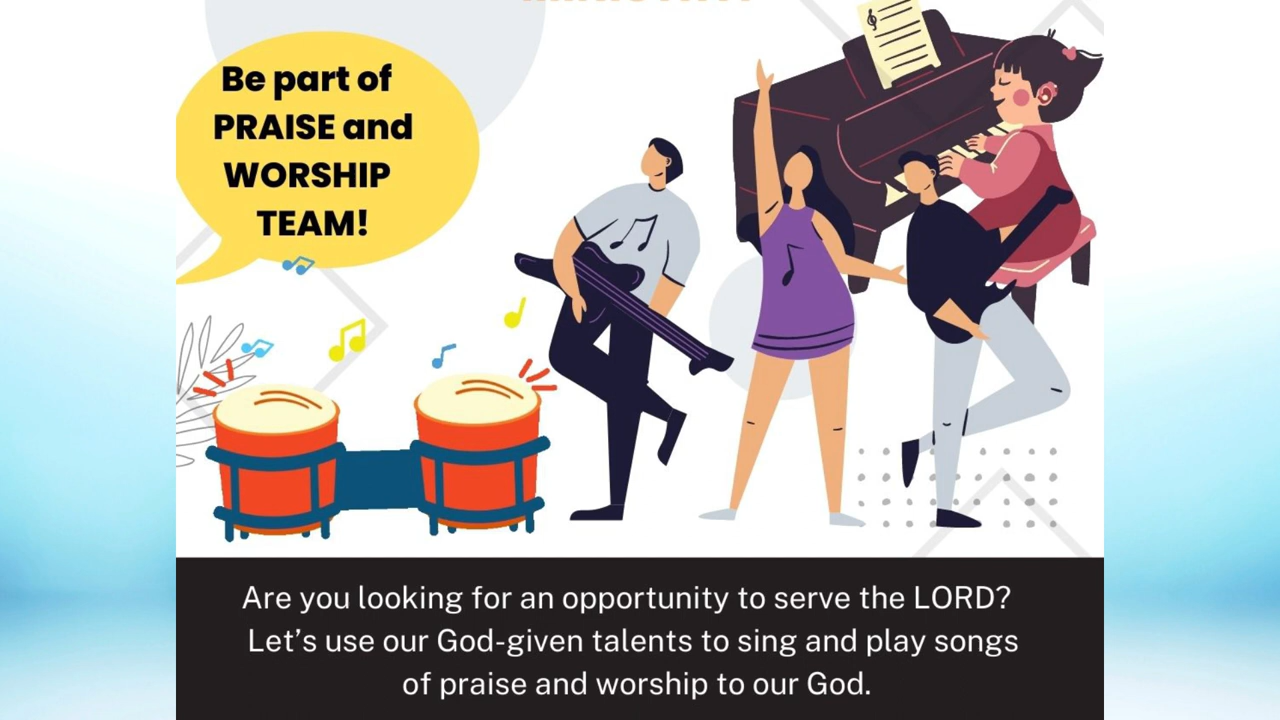 Be part of
PRAISE and
WORSHIP
TEAM!
Are you looking for an opportunity to serve the LORD?
Let's use our God-given talents to sing and play songs
of praise and worship to our God.